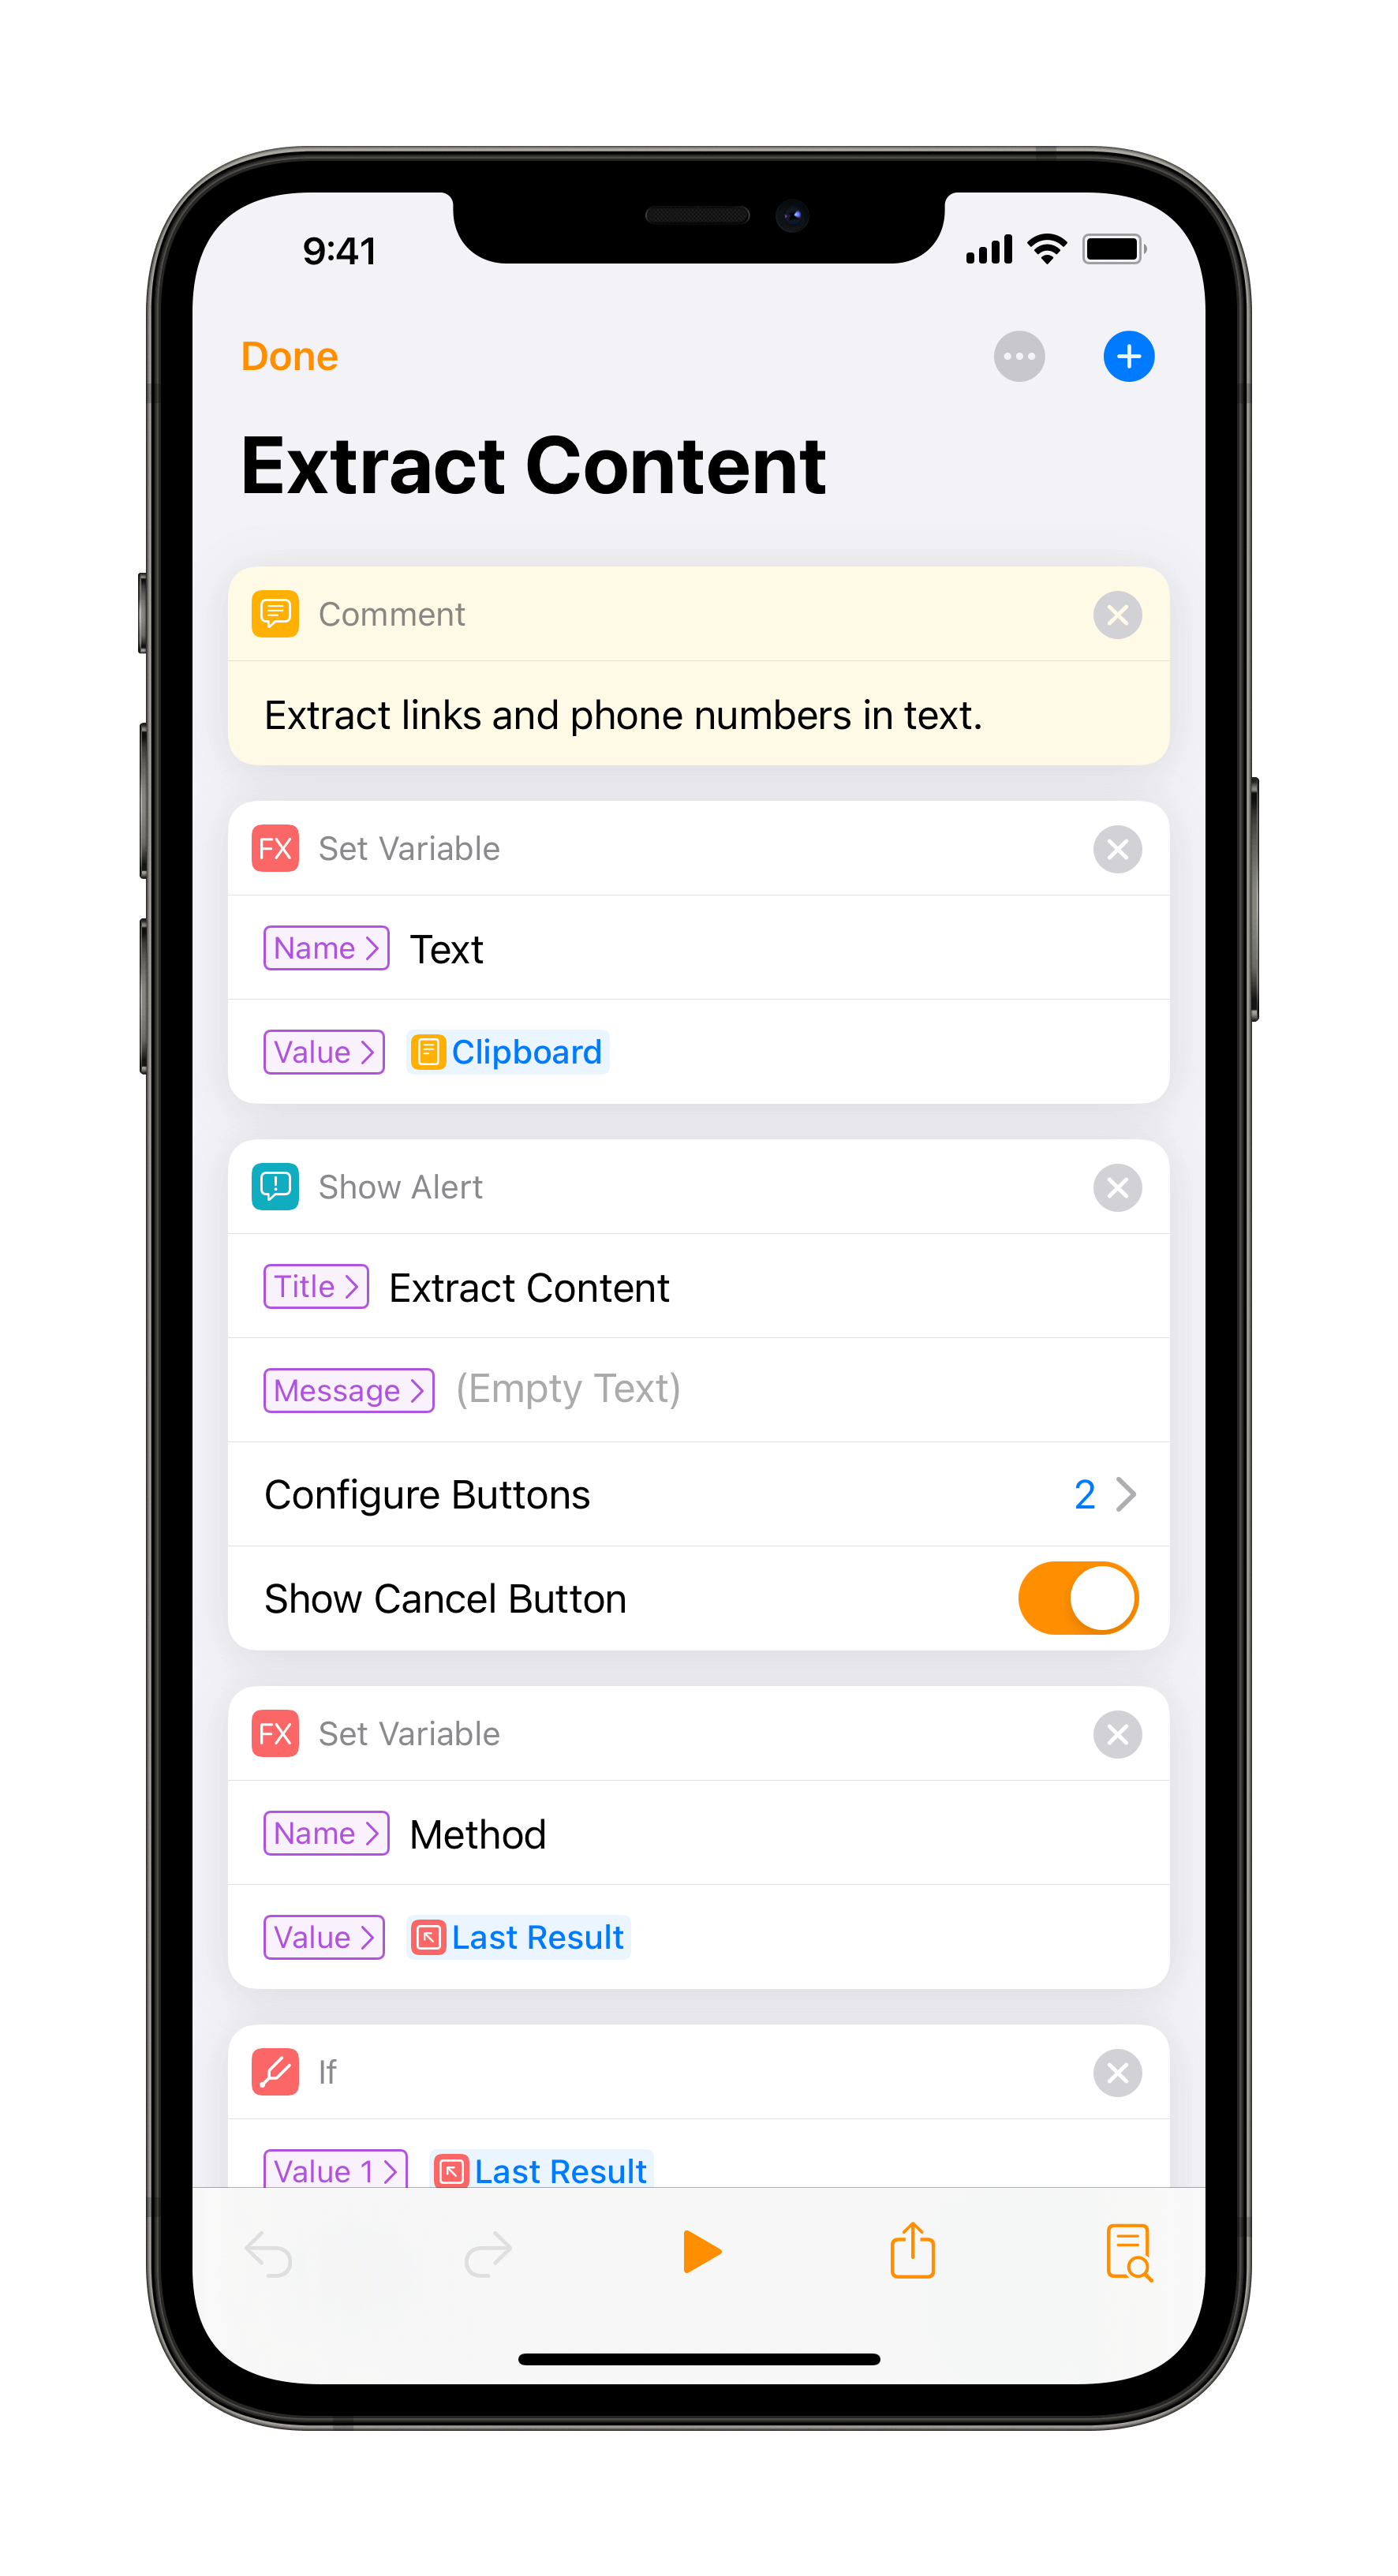 9:41
Done
Extract Content
Comment
Extract links and phone numbers in text.
FX Set Variable
Name Text
Value Clipboard
Show Alert
Title Extract Content
Message (Empty Text)
Configure Buttons 2
Show Cancel Button
FX Set Variable
Name Method
Value Last Result
If
Value 1 Last Result